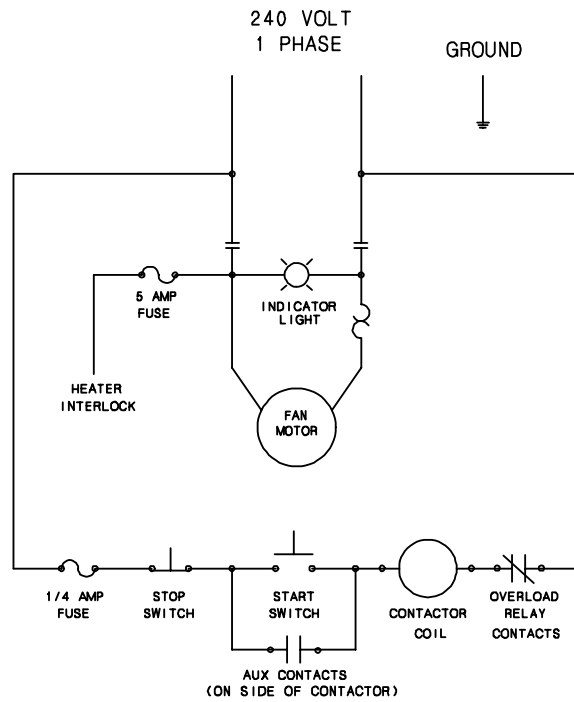 240 VOLT
1 PHASE
GROUND
5 AMP
FUSE
INDICATOR
LIGHT
HEATER
INTERLOCK
FAN
MOTOR
1/4 AMP
FUSE
STOP
SWITCH
START
SWITCH
CONTACTOR
COIL
OVERLOAD
RELAY
CONTACTS
AUX CONTACTS
(ON SIDE OF CONTACTOR)